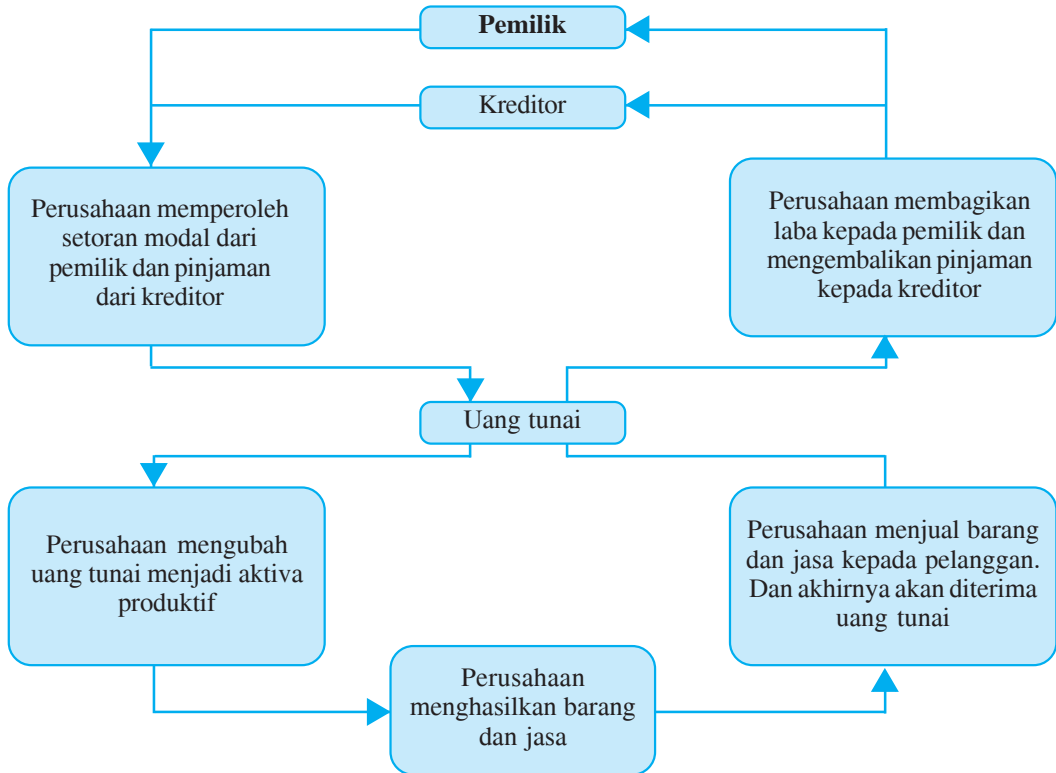 Pemilik
Kreditor
Perusahaan memperoleh
setoran modal dari
pemilik dan pinjaman
dari kreditor
Perusahaan membagikan
laba kepada pemilik dan
mengembalikan pinjaman
kepada kreditor
Uang tunai
Perusahaan mengubah
uang tunai menjadi aktiva
produktif
Perusahaan menjual barang
dan jasa kepada pelanggan.
Dan akhirnya akan diterima
uang tunai
Perusahaan
menghasilkan barang
dan jasa